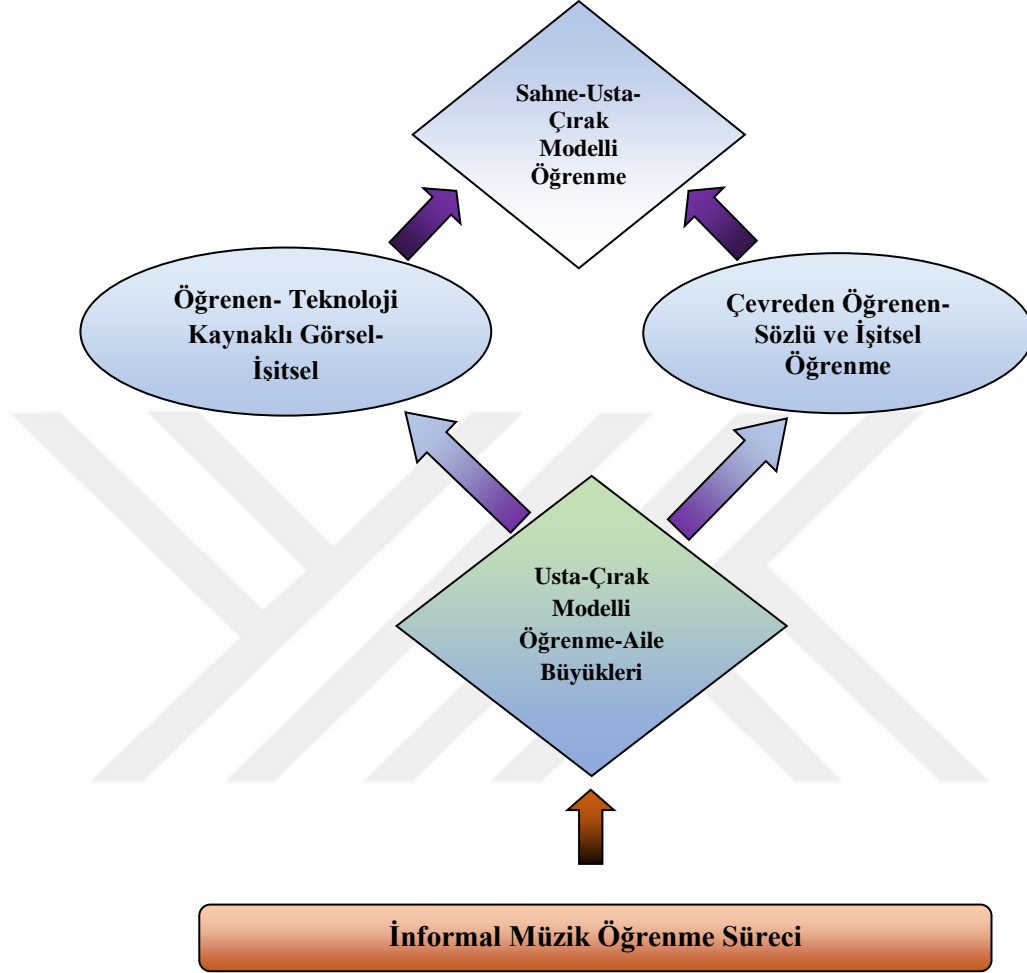 Sahne-Usta-
Çırak
Modelli
Öğrenme
Öğrenen- Teknoloji
Kaynaklı Görsel-
İşitsel
Çevreden Öğrenen-
Sözlü ve İşitsel
Öğrenme
Usta-Çırak
Modelli
Öğrenme-Aile
Büyükleri
İnformal Müzik Öğrenme Süreci